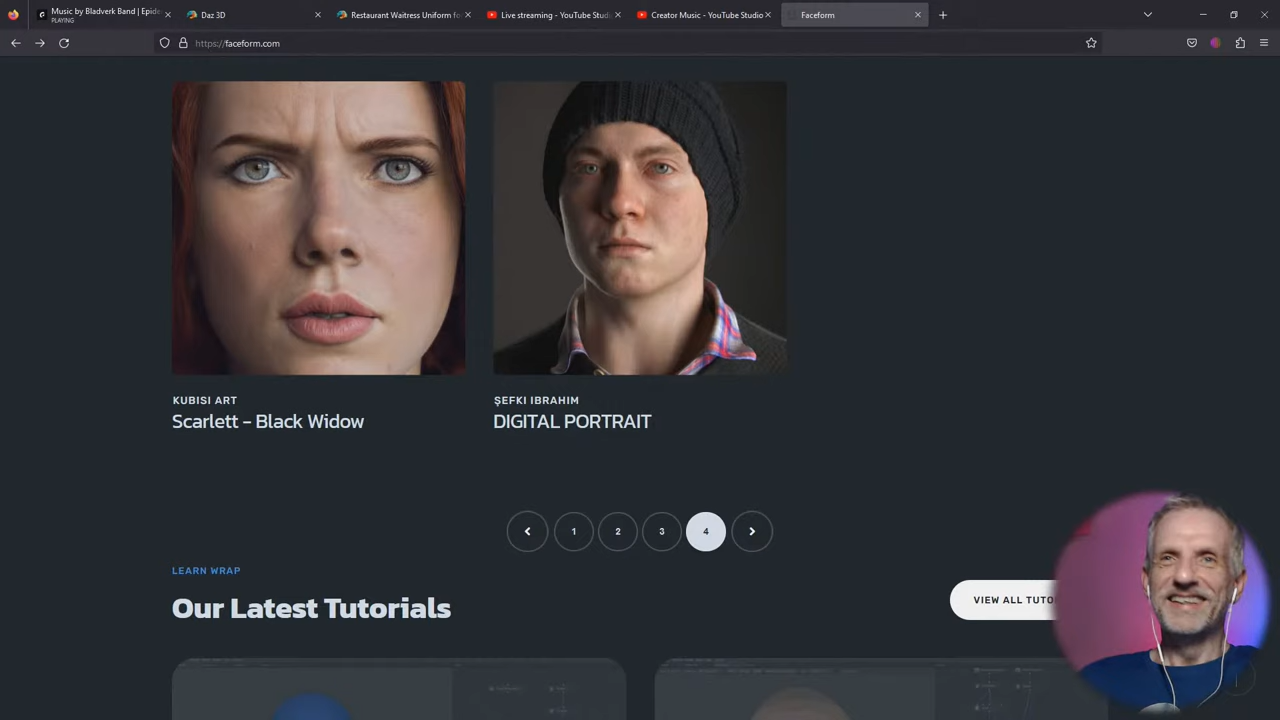 Music by Bladverk Band | Epide
PLAYING
Daz 3D
Restaurant Waitress Uniform fo
Live streaming - YouTube Studi
Creator Music - YouTube Studio
Faceform
https://faceform.com
KUBISI ART
Scarlett - Black Widow
ŞEFKI IBRAHIM
DIGITAL PORTRAIT
1
2
3
4
LEARN WRAP
Our Latest Tutorials
VIEW ALL TUTO